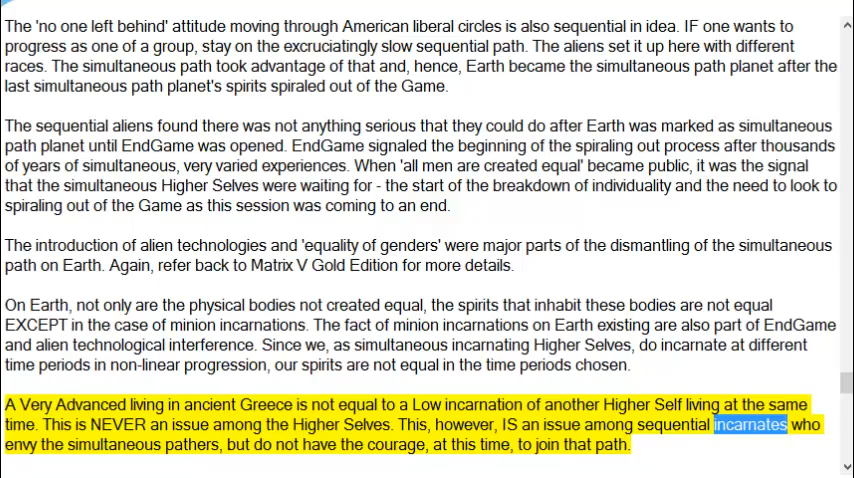 The 'no one left behind' attitude moving through American liberal circles is also sequential in idea. IF one wants to
progress as one of a group, stay on the excruciatingly slow sequential path. The aliens set it up here with different
races. The simultaneous path took advantage of that and, hence, Earth became the simultaneous path planet after the
last simultaneous path planet's spirits spiraled out of the Game.
The sequential aliens found there was not anything serious that they could do after Earth was marked as simultaneous
path planet until EndGame was opened. EndGame signaled the beginning of the spiraling out process after thousands
of years of simultaneous, very varied experiences. When 'all men are created equal' became public, it was the signal
that the simultaneous Higher Selves were waiting for - the start of the breakdown of individuality and the need to look to
spiraling out of the Game as this session was coming to an end.
The introduction of alien technologies and 'equality of genders' were major parts of the dismantling of the simultaneous
path on Earth. Again, refer back to Matrix V Gold Edition for more details.
On Earth, not only are the physical bodies not created equal, the spirits that inhabit these bodies are not equal
EXCEPT in the case of minion incarnations. The fact of minion incarnations on Earth existing are also part of EndGame
and alien technological interference. Since we, as simultaneous incarnating Higher Selves, do incarnate at different
time periods in non-linear progression, our spirits are not equal in the time periods chosen.
A Very Advanced living in ancient Greece is not equal to a Low incarnation of another Higher Self living at the same
time. This is NEVER an issue among the Higher Selves. This, however, IS an issue among sequential incarnates who
envy the simultaneous pathers, but do not have the courage, at this time, to join that path.